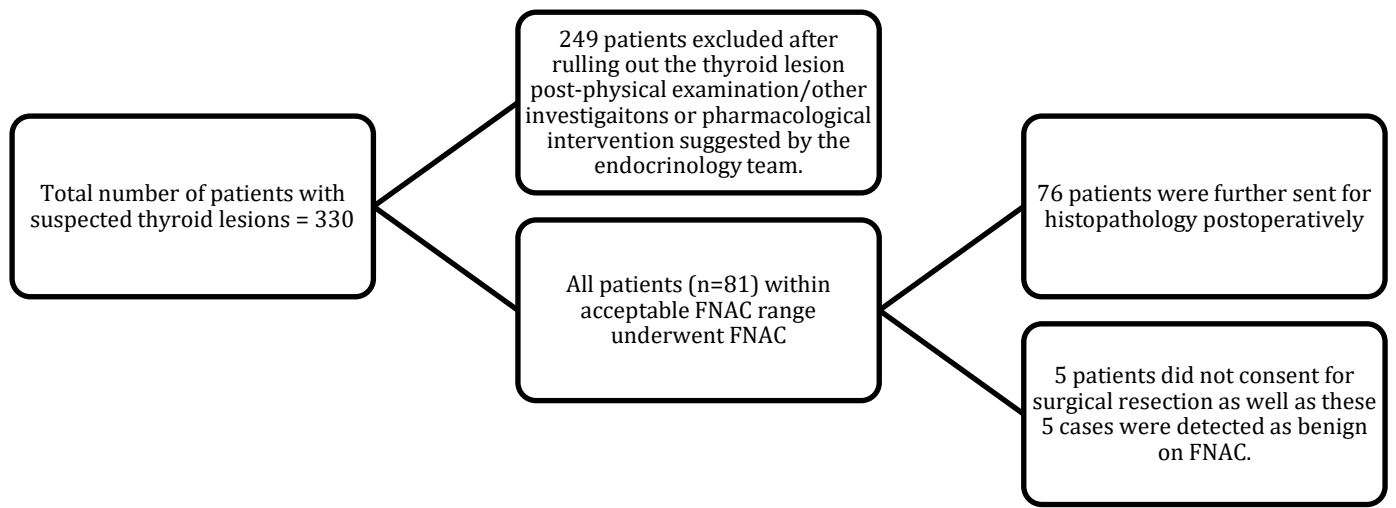 Total number of patients with
suspected thyroid lesions = 330
249 patients excluded after
rulling out the thyroid lesion
post-physical examination/other
investigaitons or pharmacological
intervention suggested by the
endocrinology team.
All patients (n=81) within
acceptable FNAC range
underwent FNAC
76 patients were further sent for
histopathology postoperatively
5 patients did not consent for
surgical resection as well as these
5 cases were detected as benign
on FNAC.